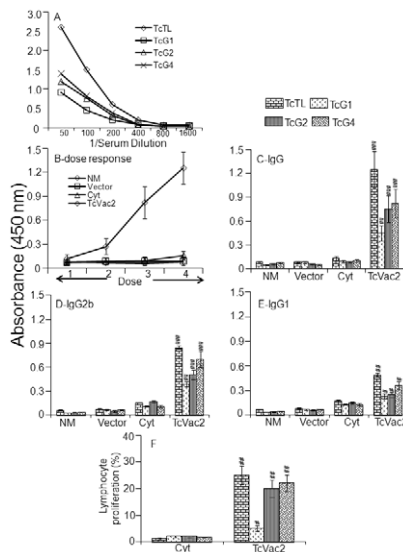 A
3.0
2.5
2.0
1.5
1.0
0.5
0.0
TcTL
TcG1
TcG2
TcG4
50 100 200 400 800 1600
1/Serum Dilution
TcTL TcG1
TcG2 TcG4
B-dose response
1.5
1.2
0.9
0.6
0.3
0
NM
Vector
Cyt
TcVac2
1 2 3 4
Dose
C-IgG
1.5
1.2
0.9
0.6
0.3
0.0
NM Vector Cyt TcVac2
Absorbance (450 nm)
D-IgG2b
1.5
1.2
0.9
0.6
0.3
0
NM Vector Cyt TcVac2
E-IgG1
1.5
1.2
0.9
0.6
0.3
0
NM Vector Cyt TcVac2
F
Lymphocyte
proliferation (%)
40
30
20
10
0
Cyt TcVac2